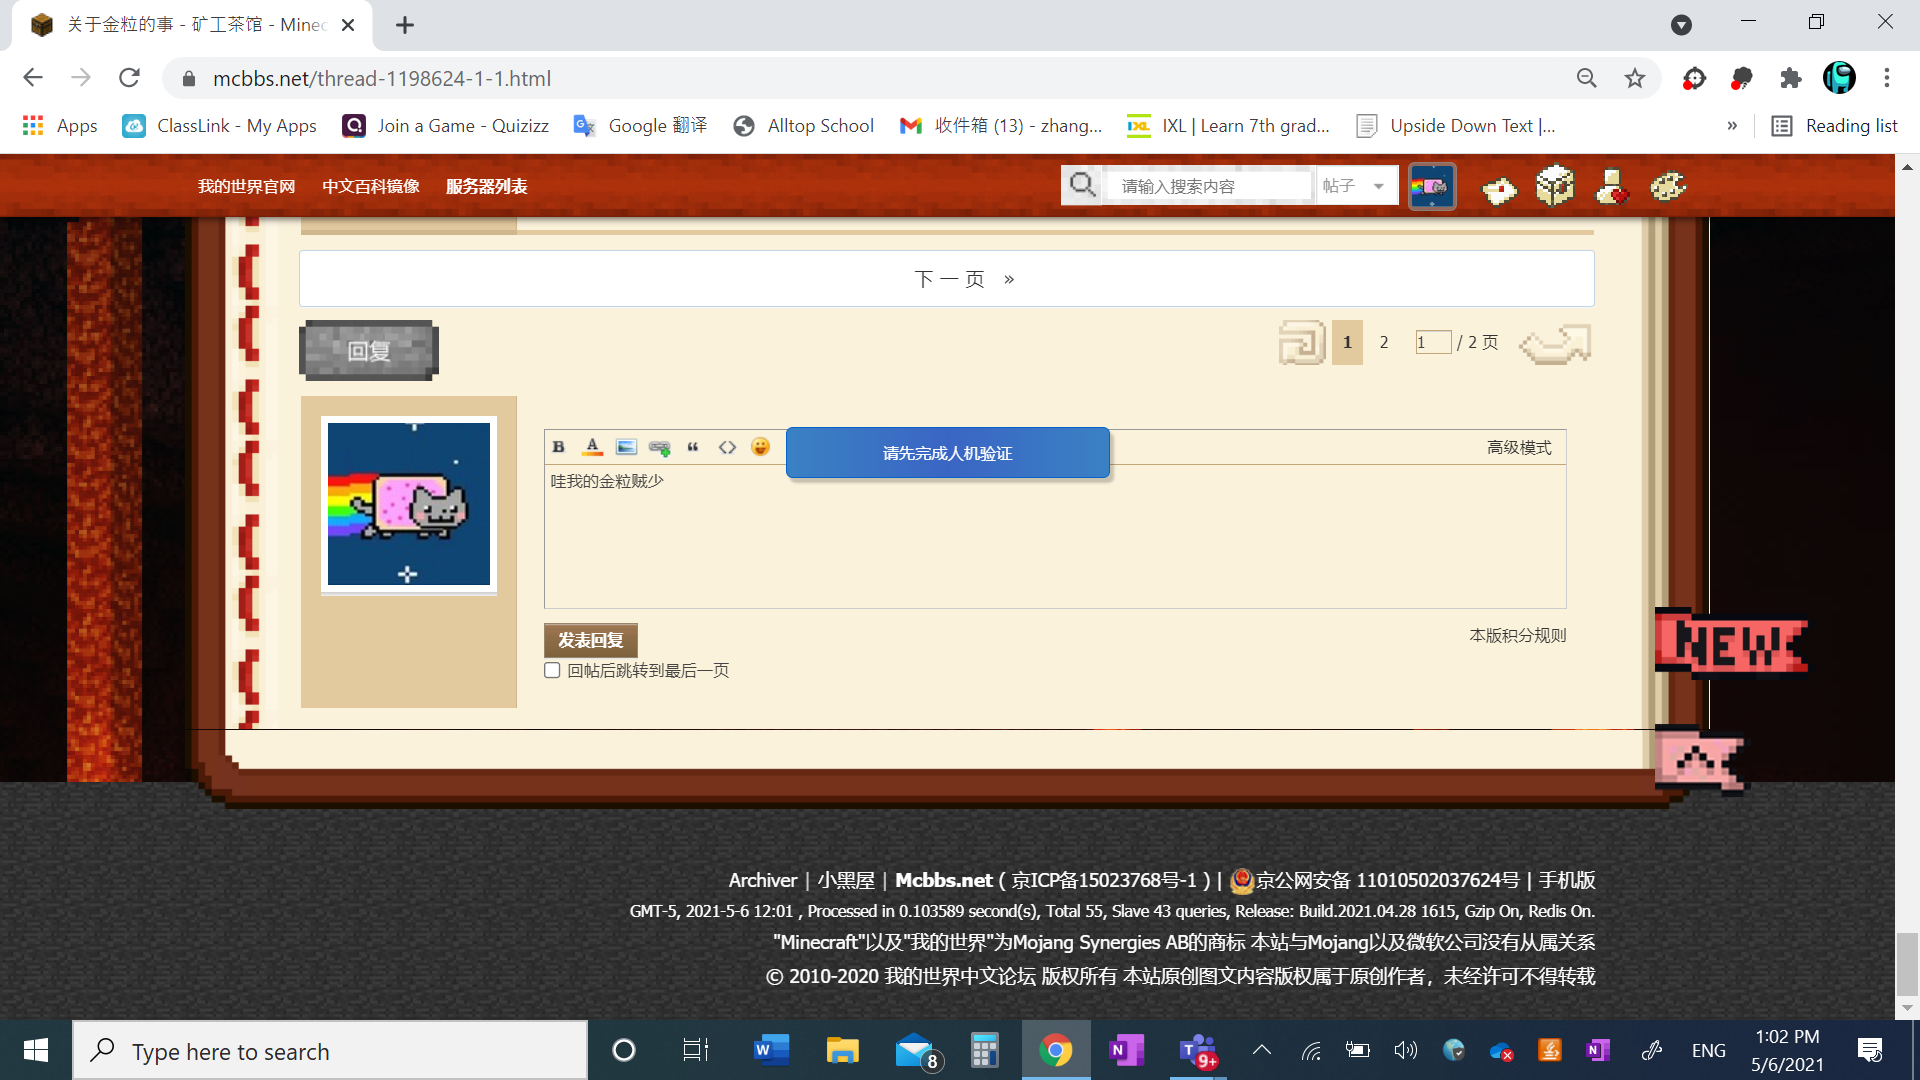 关于金粒的事 - 矿工茶馆 - Minec
mcbbs.net/thread-1198624-1-1.html
Apps
ClassLink - My Apps
Join a Game - Quizizz
Google 翻译
Alltop School
收件箱 (13) - zhang...
IXL | Learn 7th grad...
Upside Down Text |...
»
Reading list
我的世界官网 中文百科镜像 服务器列表
请输入搜索内容 帖子
下一页 »
回复
1 2 1 / 2 页
B A “ <> 请先完成人机验证 高级模式
哇我的金粒贼少
发表回复 本版积分规则
回帖后跳转到最后一页
NEW
Archiver | 小黑屋 | Mcbbs.net ( 京ICP备15023768号-1 ) | 京公网安备 11010502037624号 | 手机版
GMT-5, 2021-5-6 12:01 , Processed in 0.103589 second(s), Total 55, Slave 43 queries, Release: Build.2021.04.28 1615, Gzip On, Redis On.
"Minecraft"以及"我的世界"为Mojang Synergies AB的商标 本站与Mojang以及微软公司没有从属关系
© 2010-2020 我的世界中文论坛 版权所有 本站原创图文内容版权属于原创作者，未经许可不得转载
Type here to search
W
8
N
T
9+
N
ENG
1:02 PM
5/6/2021